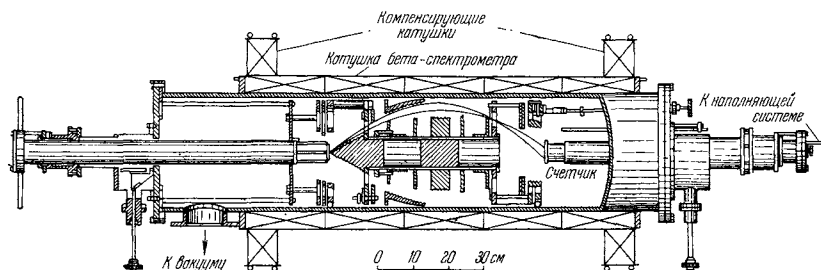 Компенсирующие
катушки
Катушка бета-спектрометра
К наполняющей
системе
Счетчик
К вакууму
0 10 20 30 см